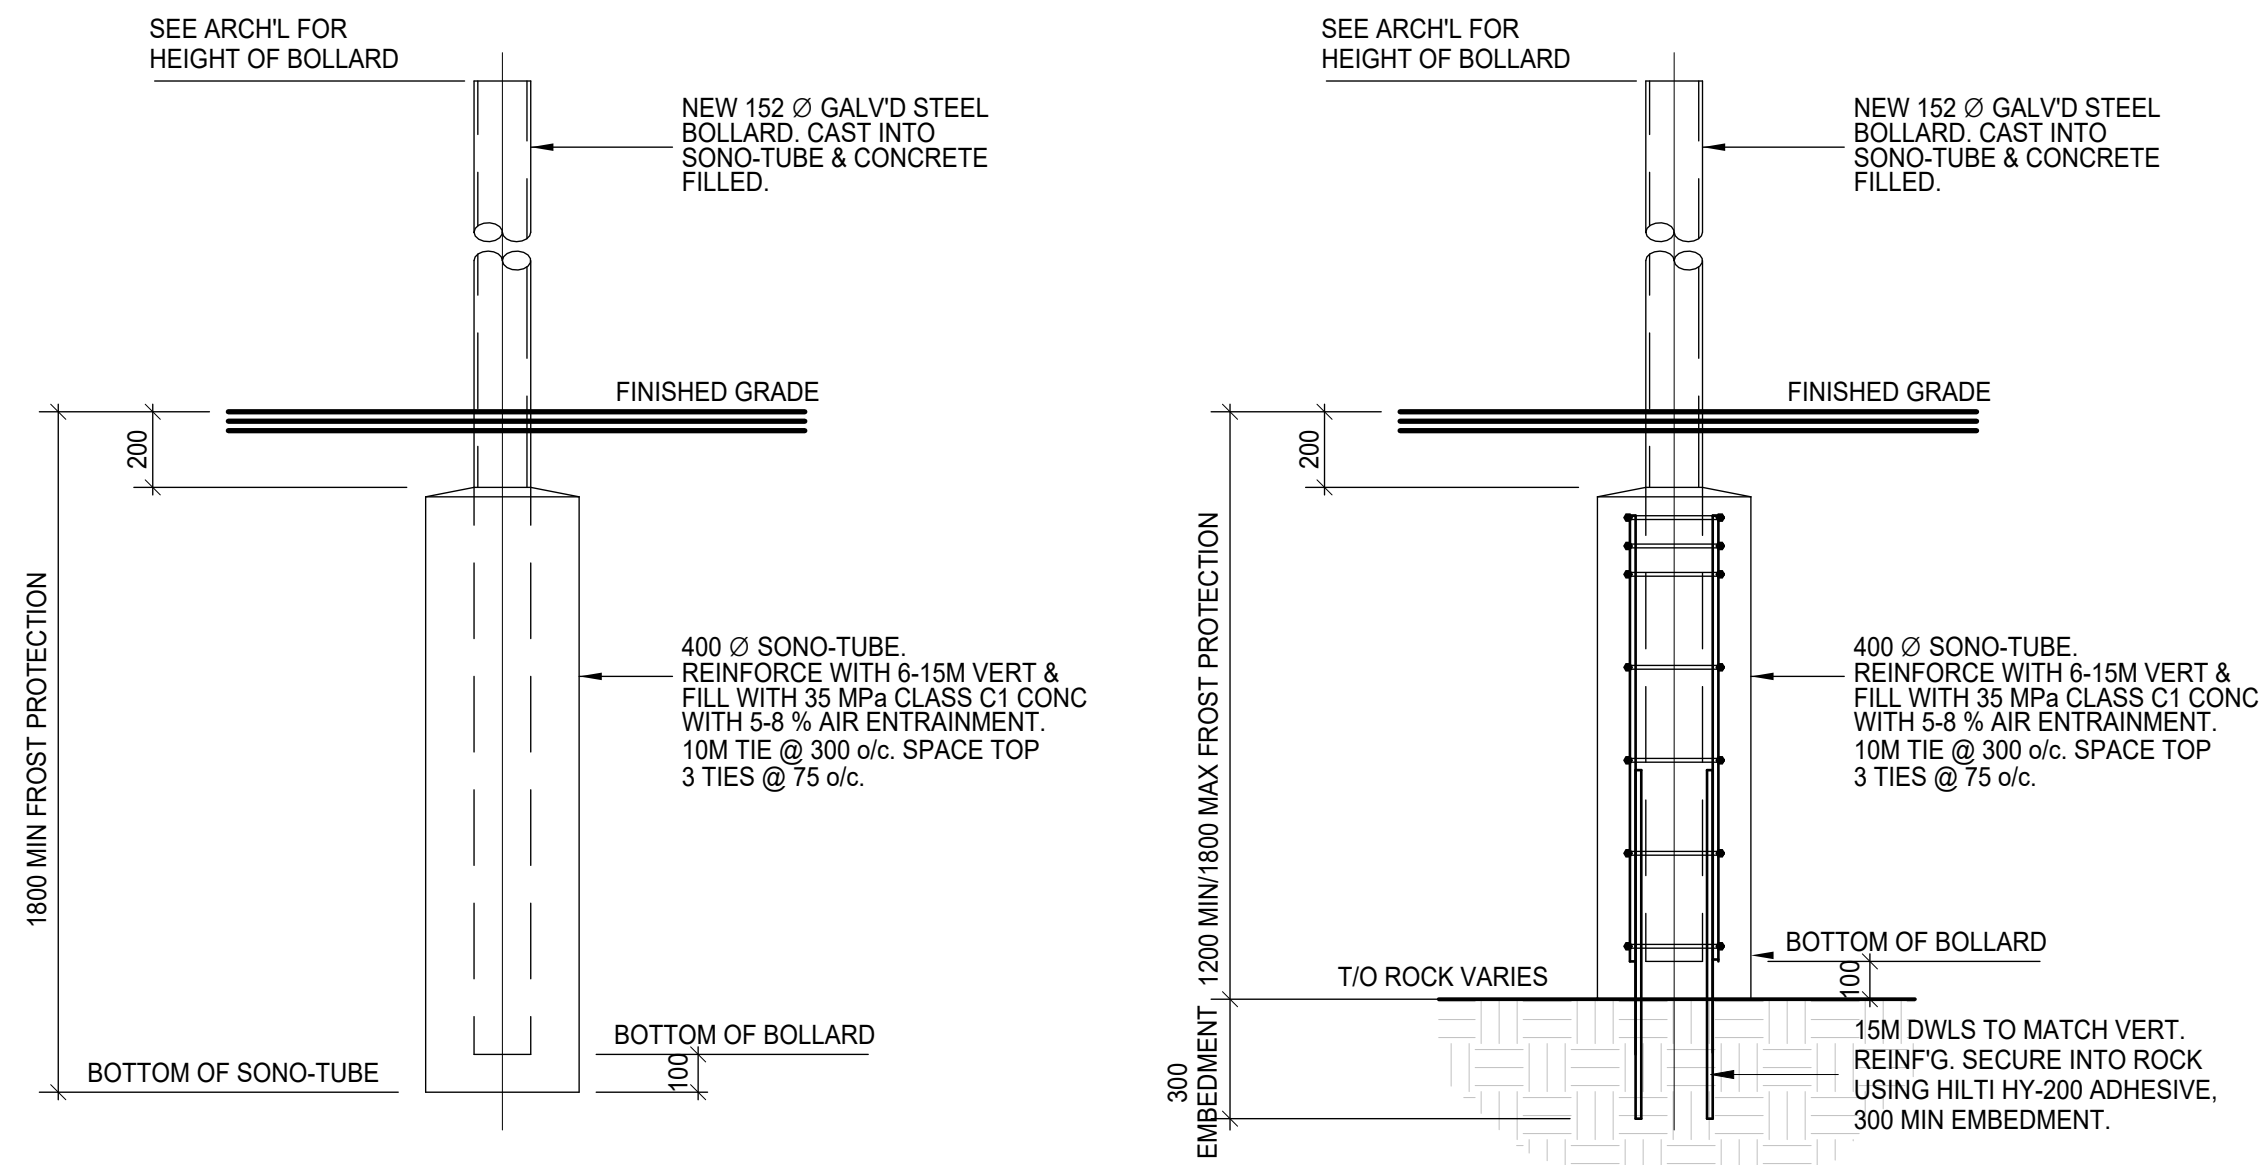 SEE ARCH'L FOR
HEIGHT OF BOLLARD
NEW 152 Ø GALV'D STEEL
BOLLARD. CAST INTO
SONO-TUBE & CONCRETE
FILLED.
FINISHED GRADE
200
1800 MIN FROST PROTECTION
400 Ø SONO-TUBE.
REINFORCE WITH 6-15M VERT &
FILL WITH 35 MPa CLASS C1 CONC
WITH 5-8 % AIR ENTRAINMENT.
10M TIE @ 300 o/c. SPACE TOP
3 TIES @ 75 o/c.
BOTTOM OF BOLLARD
100
BOTTOM OF SONO-TUBE
SEE ARCH'L FOR
HEIGHT OF BOLLARD
NEW 152 Ø GALV'D STEEL
BOLLARD. CAST INTO
SONO-TUBE & CONCRETE
FILLED.
FINISHED GRADE
200
1200 MIN/1800 MAX FROST PROTECTION
400 Ø SONO-TUBE.
REINFORCE WITH 6-15M VERT &
FILL WITH 35 MPa CLASS C1 CONC
WITH 5-8 % AIR ENTRAINMENT.
10M TIE @ 300 o/c. SPACE TOP
3 TIES @ 75 o/c.
BOTTOM OF BOLLARD
100
T/O ROCK VARIES
300
EMBEDMENT
15M DWLS TO MATCH VERT.
REINF'G. SECURE INTO ROCK
USING HILTI HY-200 ADHESIVE,
300 MIN EMBEDMENT.